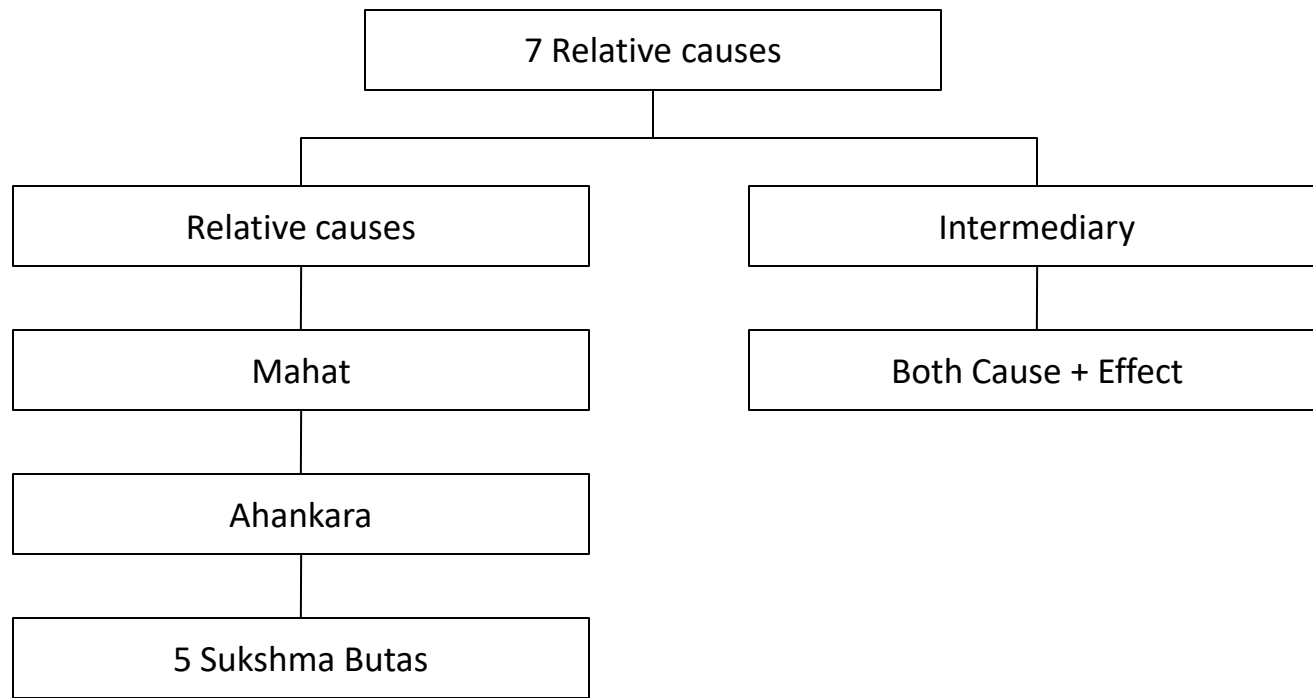 7 Relative causes
Relative causes
Intermediary
Mahat
Both Cause + Effect
Ahankara
5 Sukshma Butas